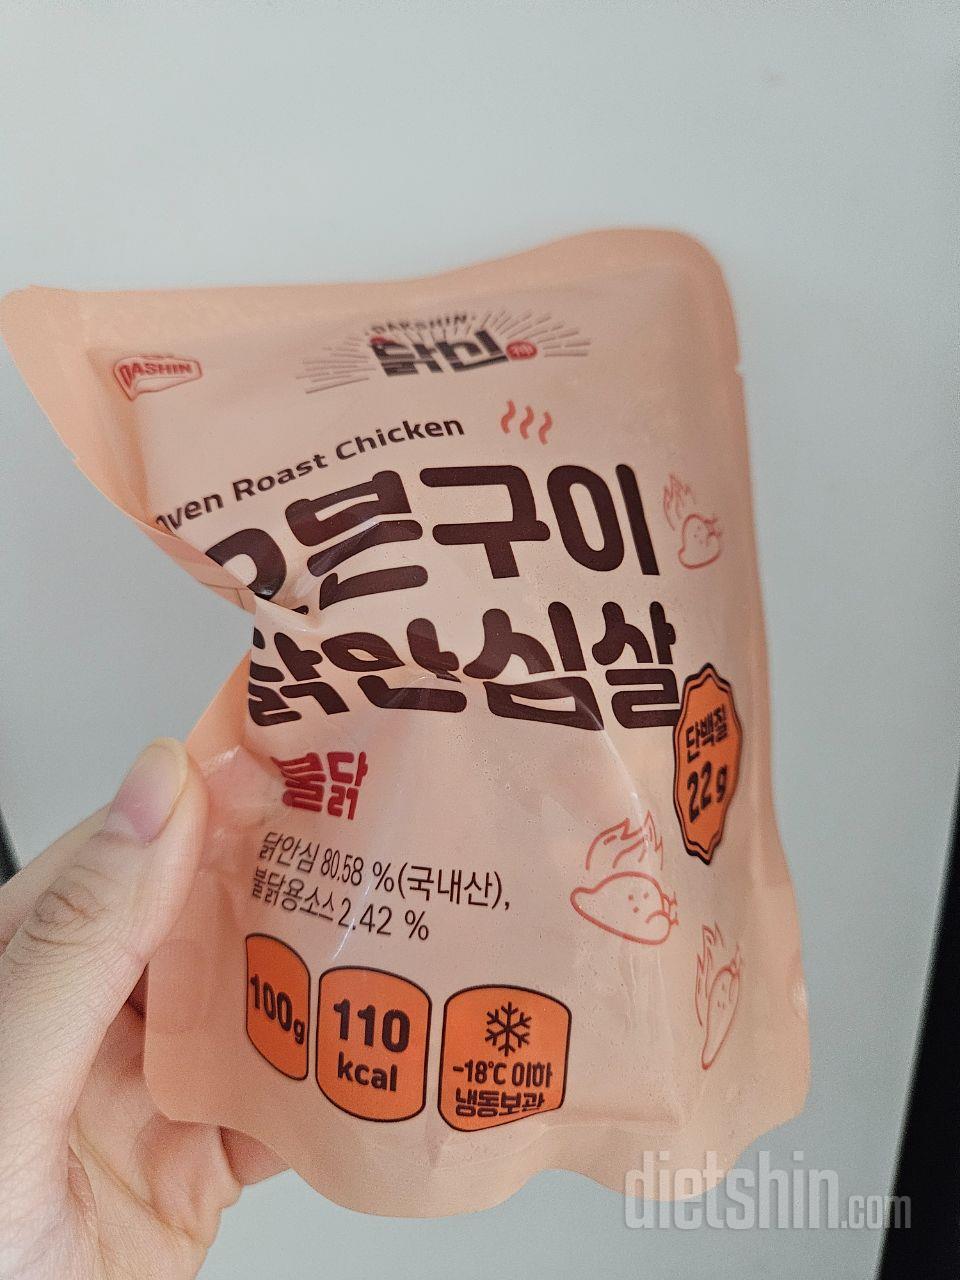 DASHIN
DAKSHIN
닭신
Oven Roast Chicken
오븐구이
닭안심살
단백질
22 g
불닭
닭안심 80.58 %(국내산),
불닭용소스 2.42 %
100g
110
kcal
-18℃ 이하
냉동보관
dietshin.com